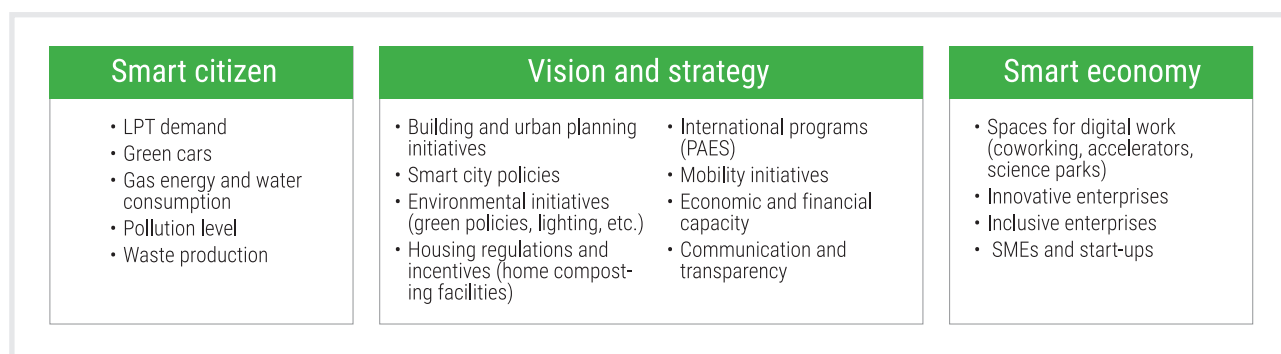 Smart citizen
• LPT demand
• Green cars
• Gas energy and water
consumption
• Pollution level
• Waste production
Vision and strategy
• Building and urban planning
initiatives
• Smart city policies
• Environmental initiatives
(green policies, lighting, etc.)
• Housing regulations and
incentives (home compost-
ing facilities)
• International programs
(PAES)
• Mobility initiatives
• Economic and financial
capacity
• Communication and
transparency
Smart economy
• Spaces for digital work
(coworking, accelerators,
science parks)
• Innovative enterprises
• Inclusive enterprises
• SMEs and start-ups